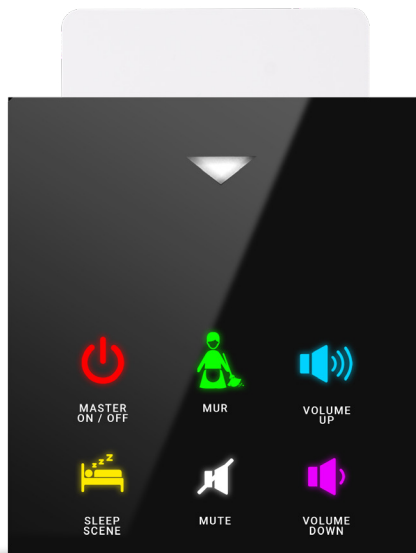 MASTER
ON / OFF
MUR
VOLUME
UP
z z Z
SLEEP
SCENE
MUTE
VOLUME
DOWN